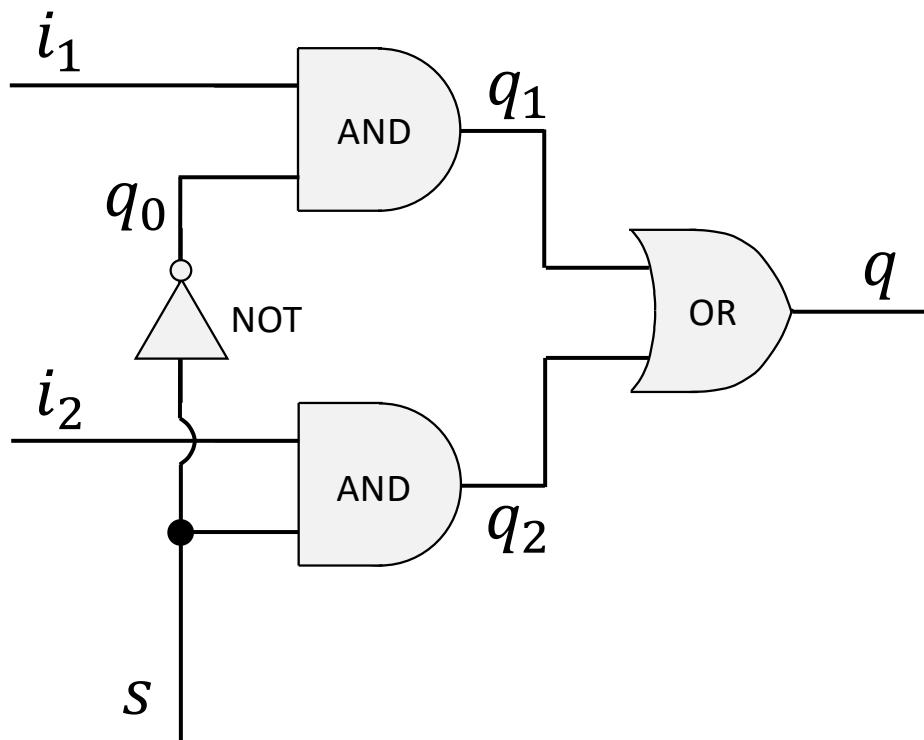 i₁
AND
q₁
q₀
q
OR
NOT
i₂
AND
q₂
s